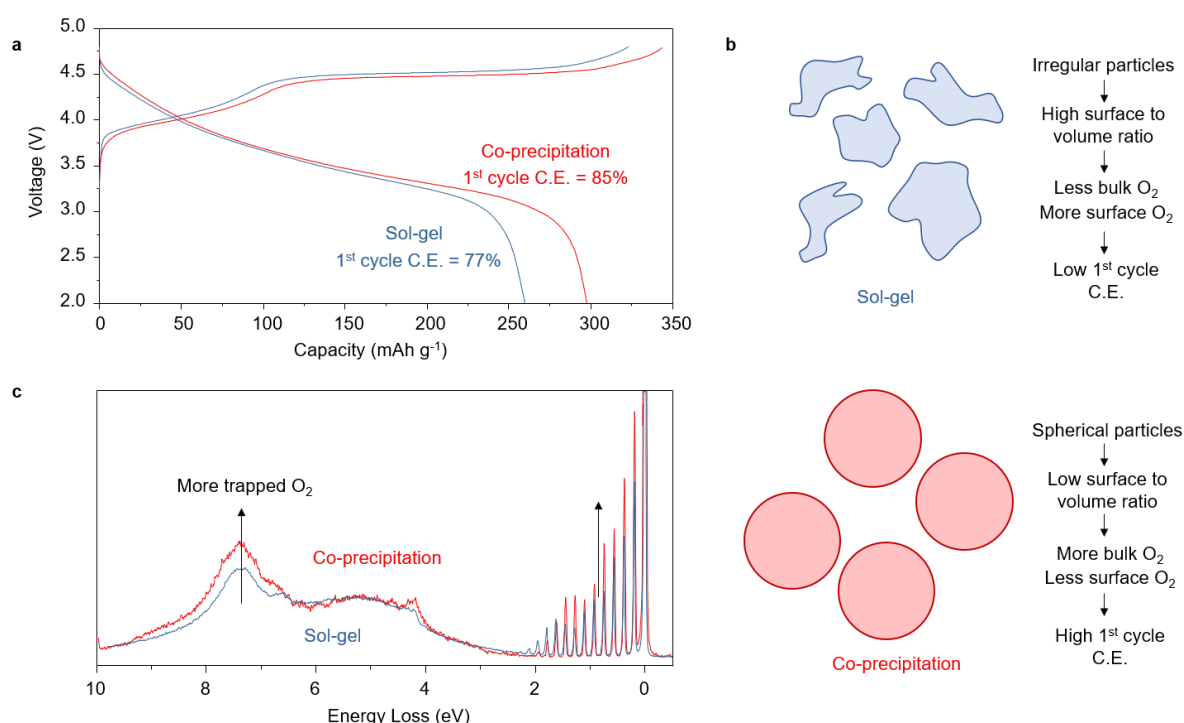 a
5.0
4.5
4.0
3.5
3.0
2.5
2.0
Voltage (V)
Co-precipitation
1st cycle C.E. = 85%
Sol-gel
1st cycle C.E. = 77%
0
50
100
150
200
250
300
350
Capacity (mAh g-1)
b
Irregular particles
High surface to
volume ratio
Less bulk O2
More surface O2
Low 1st cycle
C.E.
Sol-gel
Spherical particles
Low surface to
volume ratio
More bulk O2
Less surface O2
High 1st cycle
C.E.
Co-precipitation
c
More trapped O2
Co-precipitation
Sol-gel
10
8
6
4
2
0
Energy Loss (eV)